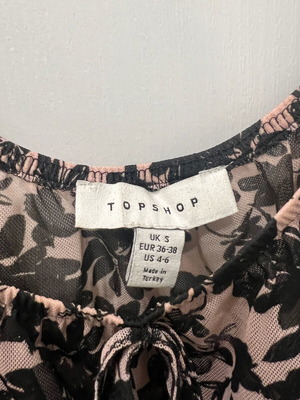 TOPSHOP
UK S
EUR 36-38
US 4-6
Made in
Turkey